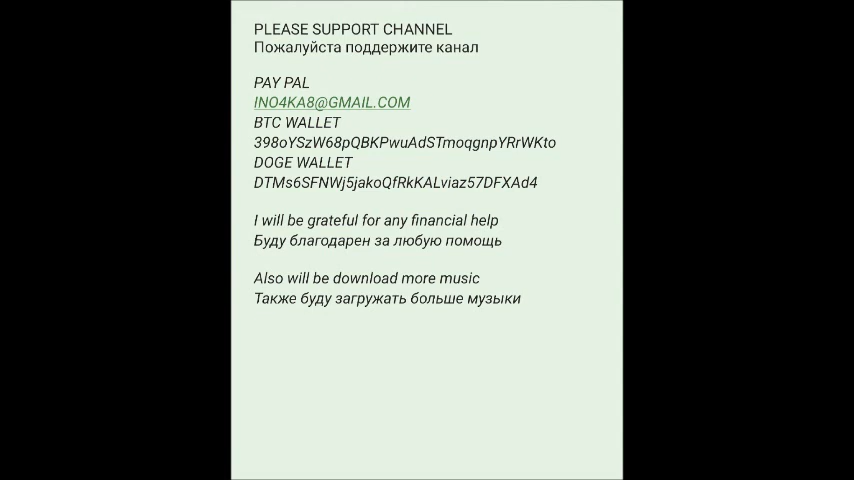 PLEASE SUPPORT CHANNEL
Пожалуйста поддержите канал
PAY PAL
INO4KA8@GMAIL.COM
BTC WALLET
398oYSzW68pQBKPwuAdSTmoqgnpYRrWKto
DOGE WALLET
DTMs6SFNWj5jakoQfRkKALviaz57DFXAd4
I will be grateful for any financial help
Буду благодарен за любую помощь
Also will be download more music
Также буду загружать больше музыки